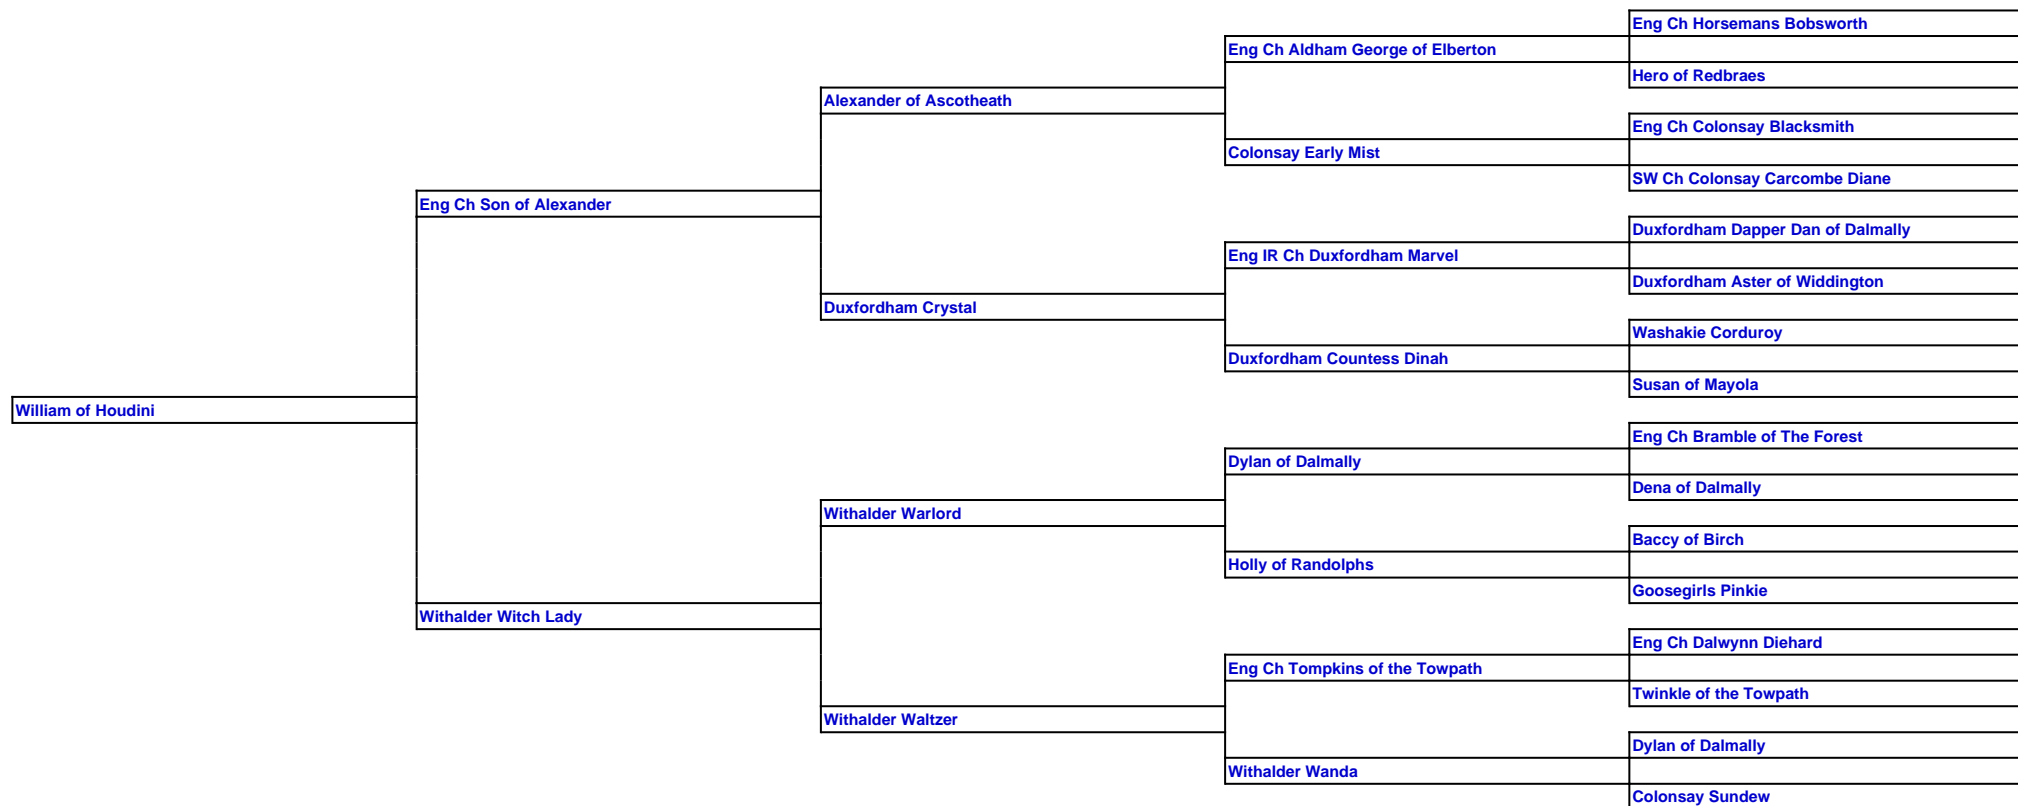 Eng Ch Horsemans Bobsworth
Eng Ch Aldham George of Elberton
Hero of Redbraes
Alexander of Ascotheath
Eng Ch Colonsay Blacksmith
Colonsay Early Mist
SW Ch Colonsay Carcombe Diane
Eng Ch Son of Alexander
Duxfordham Dapper Dan of Dalmally
Eng IR Ch Duxfordham Marvel
Duxfordham Aster of Widdington
Duxfordham Crystal
Washakie Corduroy
Duxfordham Countess Dinah
Susan of Mayola
William of Houdini
Eng Ch Bramble of The Forest
Dylan of Dalmally
Dena of Dalmally
Withalder Warlord
Baccy of Birch
Holly of Randolphs
Goosegirls Pinkie
Withalder Witch Lady
Eng Ch Dalwynn Diehard
Eng Ch Tompkins of the Towpath
Twinkle of the Towpath
Withalder Waltzer
Dylan of Dalmally
Withalder Wanda
Colonsay Sundew